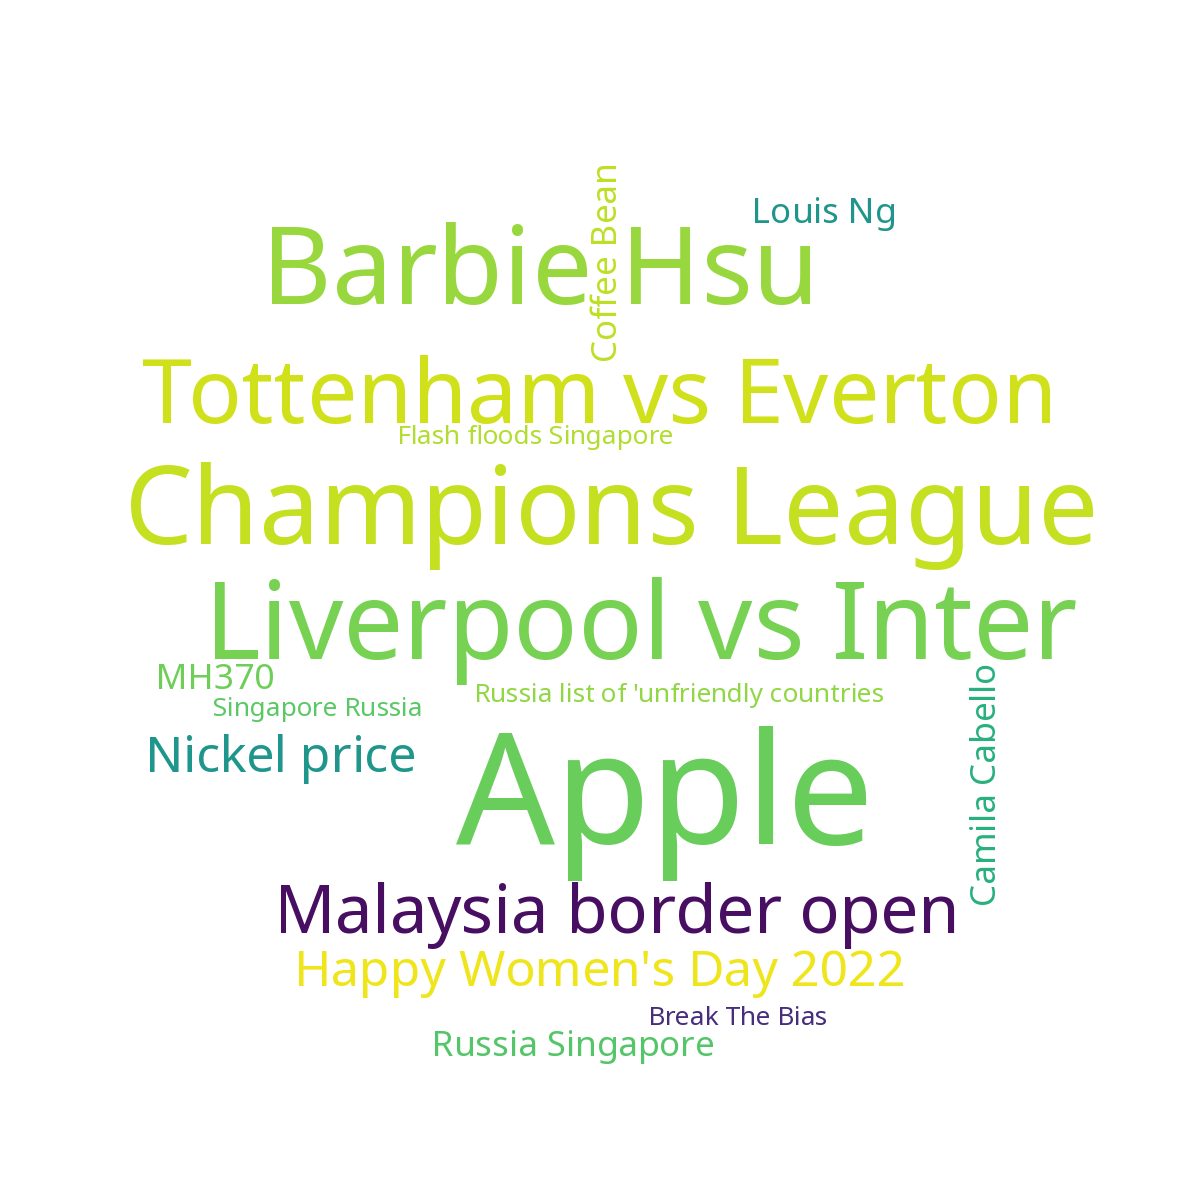 Coffee Bean
Louis Ng
Barbie Hsu
Tottenham vs Everton
Flash floods Singapore
Champions League
Liverpool vs Inter
MH370
Russia list of 'unfriendly countries
Camila Cabello
Singapore Russia
Nickel price
Apple
Malaysia border open
Happy Women's Day 2022
Break The Bias
Russia Singapore